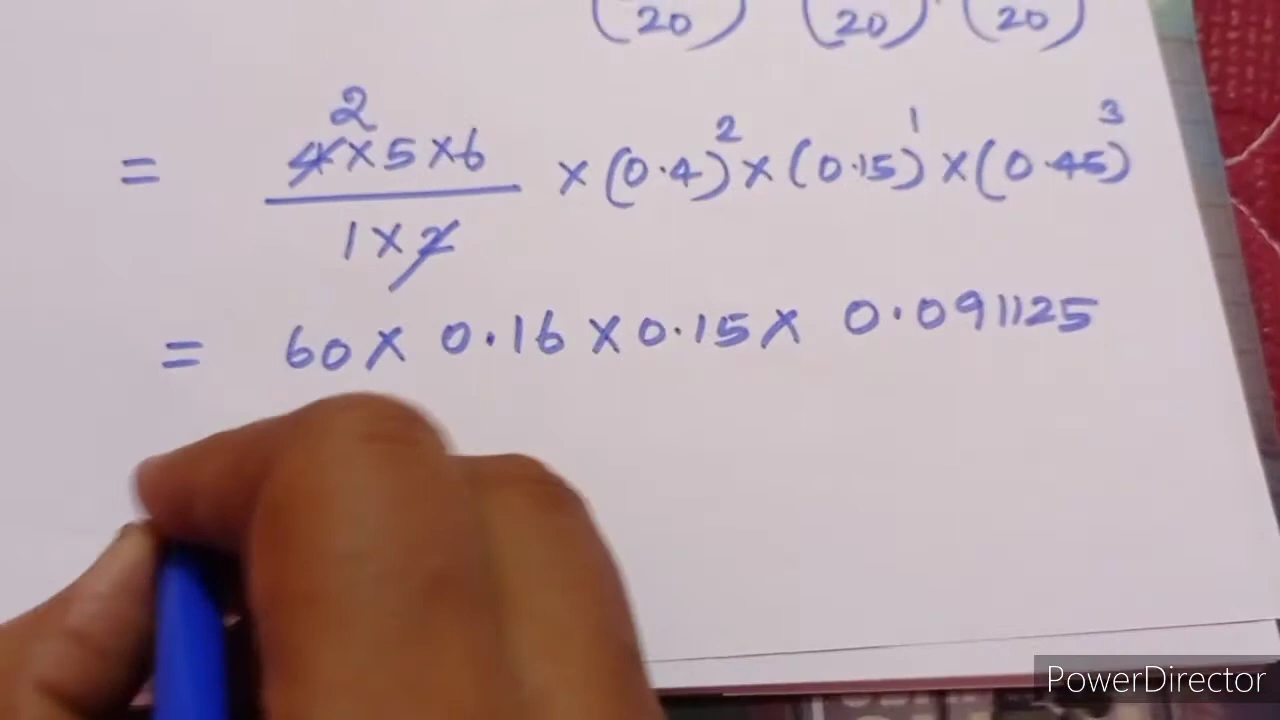 (20) (20) (20)
2
= 4×5×6 / 1×2 × (0.4)² × (0.15)¹ × (0.45)³
= 60 × 0.16 × 0.15 × 0.091125
PowerDirector